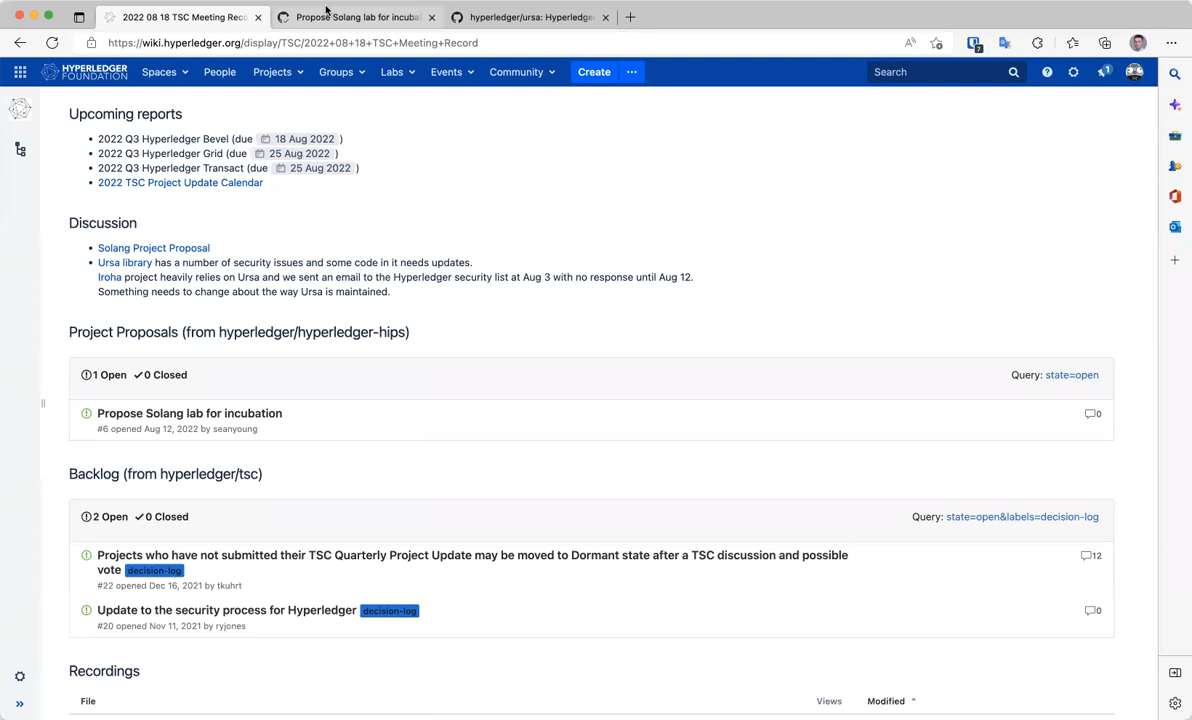 2022 08 18 TSC Meeting Reco
Propose Solang lab for incuba
hyperledger/ursa: Hyperledge
https://wiki.hyperledger.org/display/TSC/2022+08+18+TSC+Meeting+Record
HYPERLEDGER
FOUNDATION
Spaces
People
Projects
Groups
Labs
Events
Community
Create
Search
1
7
Upcoming reports
• 2022 Q3 Hyperledger Bevel (due 18 Aug 2022 )
• 2022 Q3 Hyperledger Grid (due 25 Aug 2022 )
• 2022 Q3 Hyperledger Transact (due 25 Aug 2022 )
• 2022 TSC Project Update Calendar
Discussion
• Solang Project Proposal
• Ursa library has a number of security issues and some code in it needs updates.
Iroha project heavily relies on Ursa and we sent an email to the Hyperledger security list at Aug 3 with no response until Aug 12.
Something needs to change about the way Ursa is maintained.
Project Proposals (from hyperledger/hyperledger-hips)
1 Open ✓0 Closed
Query: state=open
Propose Solang lab for incubation
0
#6 opened Aug 12, 2022 by seanyoung
Backlog (from hyperledger/tsc)
2 Open ✓0 Closed
Query: state=open&labels=decision-log
Projects who have not submitted their TSC Quarterly Project Update may be moved to Dormant state after a TSC discussion and possible
12
vote decision-log
#22 opened Dec 16, 2021 by tkuhrt
Update to the security process for Hyperledger decision-log
0
#20 opened Nov 11, 2021 by ryjones
Recordings
File
Views
Modified